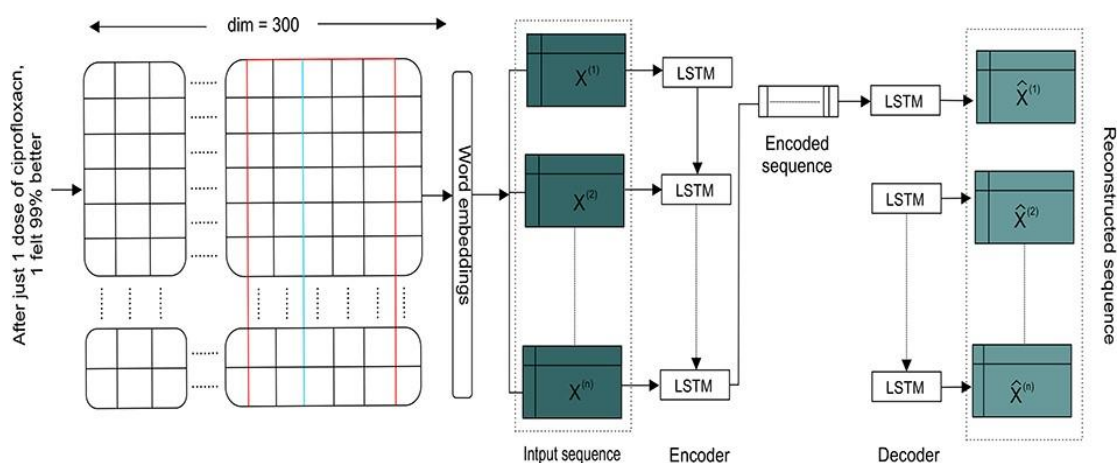 dim = 300
After just 1 dose of ciprofloxacn,
1 felt 99% better
Word embeddings
X(1)
X(2)
X(n)
Intput sequence
LSTM
LSTM
LSTM
Encoder
Encoded
sequence
LSTM
LSTM
LSTM
Decoder
X̂(1)
X̂(2)
X̂(n)
Reconstructed sequence